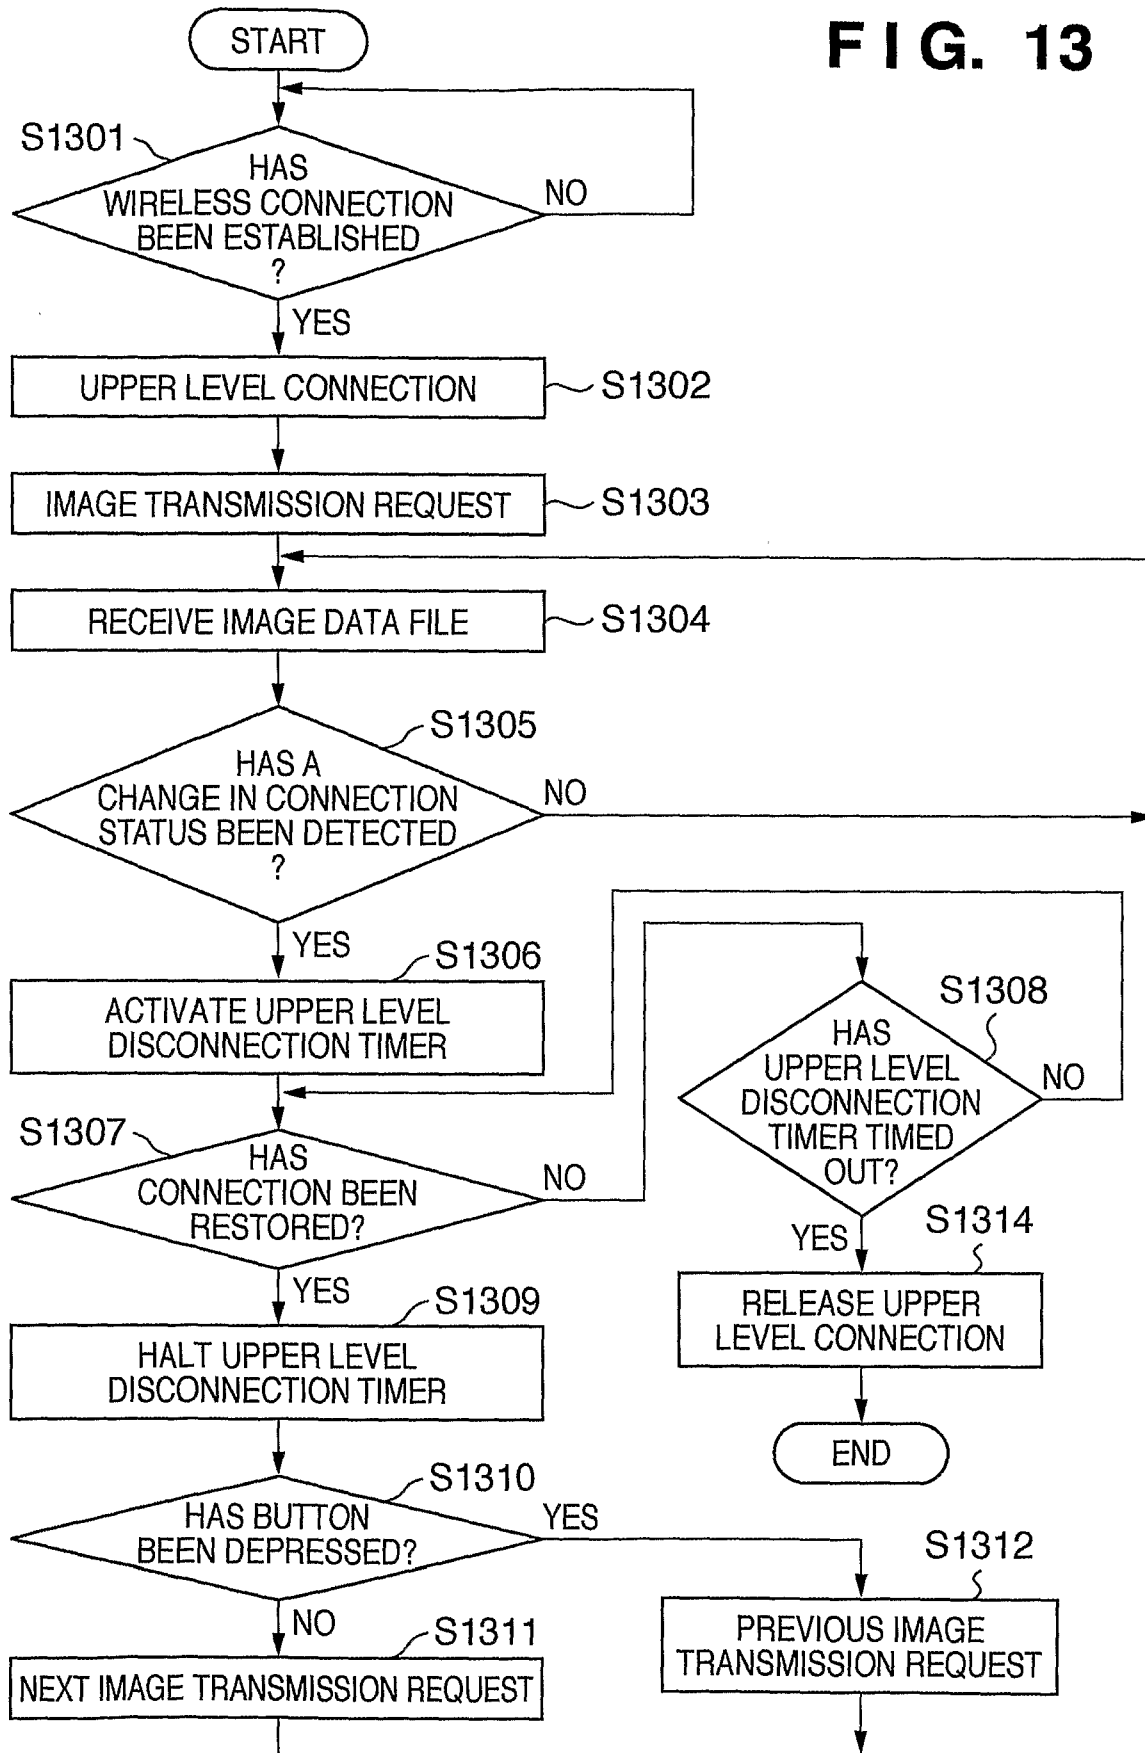 FIG. 13
START
S1301
HAS
WIRELESS CONNECTION
BEEN ESTABLISHED
?
NO
YES
UPPER LEVEL CONNECTION
S1302
IMAGE TRANSMISSION REQUEST
S1303
RECEIVE IMAGE DATA FILE
S1304
S1305
HAS A
CHANGE IN CONNECTION
STATUS BEEN DETECTED
?
NO
YES
S1306
ACTIVATE UPPER LEVEL
DISCONNECTION TIMER
S1307
HAS
CONNECTION BEEN
RESTORED?
NO
YES
S1308
HAS
UPPER LEVEL
DISCONNECTION
TIMER TIMED
OUT?
NO
YES
S1314
RELEASE UPPER
LEVEL CONNECTION
END
S1309
HALT UPPER LEVEL
DISCONNECTION TIMER
S1310
HAS BUTTON
BEEN DEPRESSED?
YES
NO
S1311
NEXT IMAGE TRANSMISSION REQUEST
S1312
PREVIOUS IMAGE
TRANSMISSION REQUEST